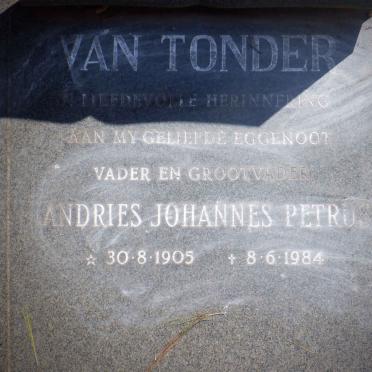 VAN TONDER
IN LIEFDEVOLLE HERINNERING
AAN MY GELIEFDE EGGENOOT
VADER EN GROOTVADER
ANDRIES JOHANNES PETRUS
☆ 30·8·1905 ✝ 8·6·1984